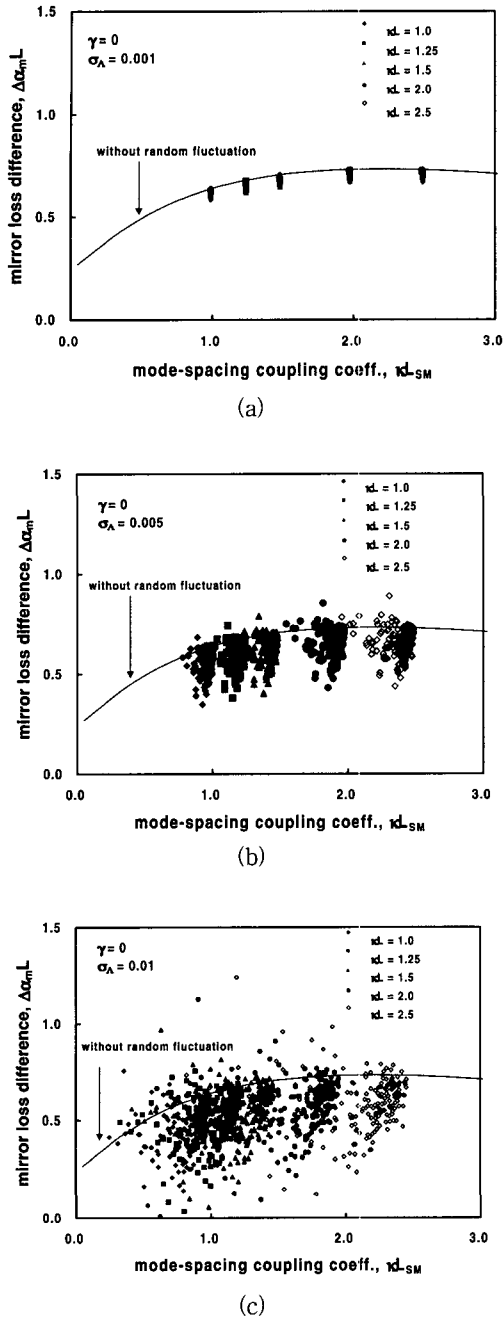 1.5
γ=0
σΛ = 0.001
κL = 1.0
κL = 1.25
κL = 1.5
κL = 2.0
κL = 2.5
1.0
without random fluctuation
0.5
0.0
0.0 1.0 2.0 3.0
mirror loss difference, ΔαmL
mode-spacing coupling coeff., κLSM
(a)
1.5
γ=0
σΛ = 0.005
κL = 1.0
κL = 1.25
κL = 1.5
κL = 2.0
κL = 2.5
1.0
without random fluctuation
0.5
0.0
0.0 1.0 2.0 3.0
mirror loss difference, ΔαmL
mode-spacing coupling coeff., κLSM
(b)
1.5
γ=0
σΛ = 0.01
κL = 1.0
κL = 1.25
κL = 1.5
κL = 2.0
κL = 2.5
1.0
without random fluctuation
0.5
0.0
0.0 1.0 2.0 3.0
mirror loss difference, ΔαmL
mode-spacing coupling coeff., κLSM
(c)